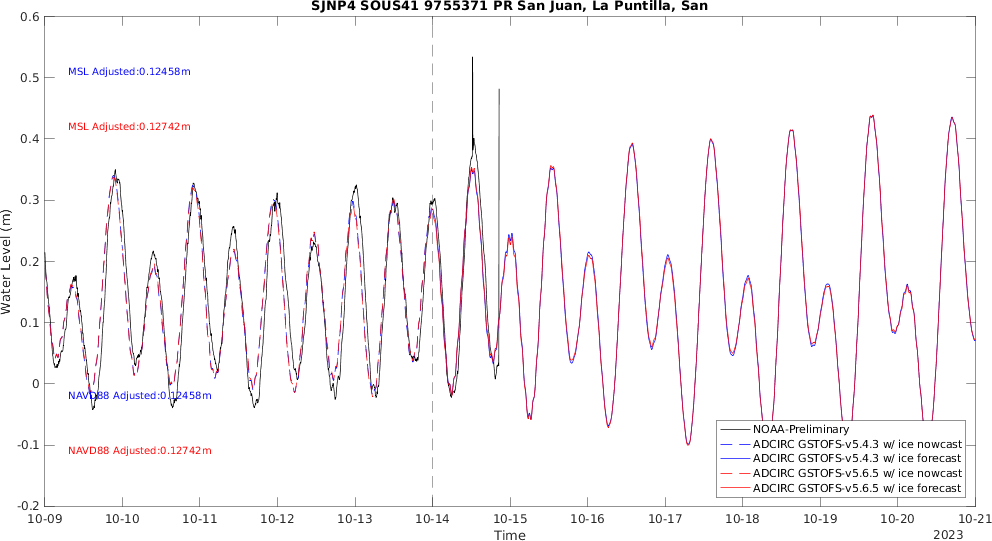 SJNP4 SOUS41 9755371 PR San Juan, La Puntilla, San
0.6
MSL Adjusted:0.12458m
0.5
MSL Adjusted:0.12742m
0.4
0.3
0.2
Water Level (m)
0.1
0
NAVD88 Adjusted:0.12458m
-0.1
NAVD88 Adjusted:0.12742m
-0.2
NOAA-Preliminary
ADCIRC GSTOFS-v5.4.3 w/ ice nowcast
ADCIRC GSTOFS-v5.4.3 w/ ice forecast
ADCIRC GSTOFS-v5.6.5 w/ ice nowcast
ADCIRC GSTOFS-v5.6.5 w/ ice forecast
10-09 10-10 10-11 10-12 10-13 10-14 10-15 10-16 10-17 10-18 10-19 10-20 10-21
Time
2023